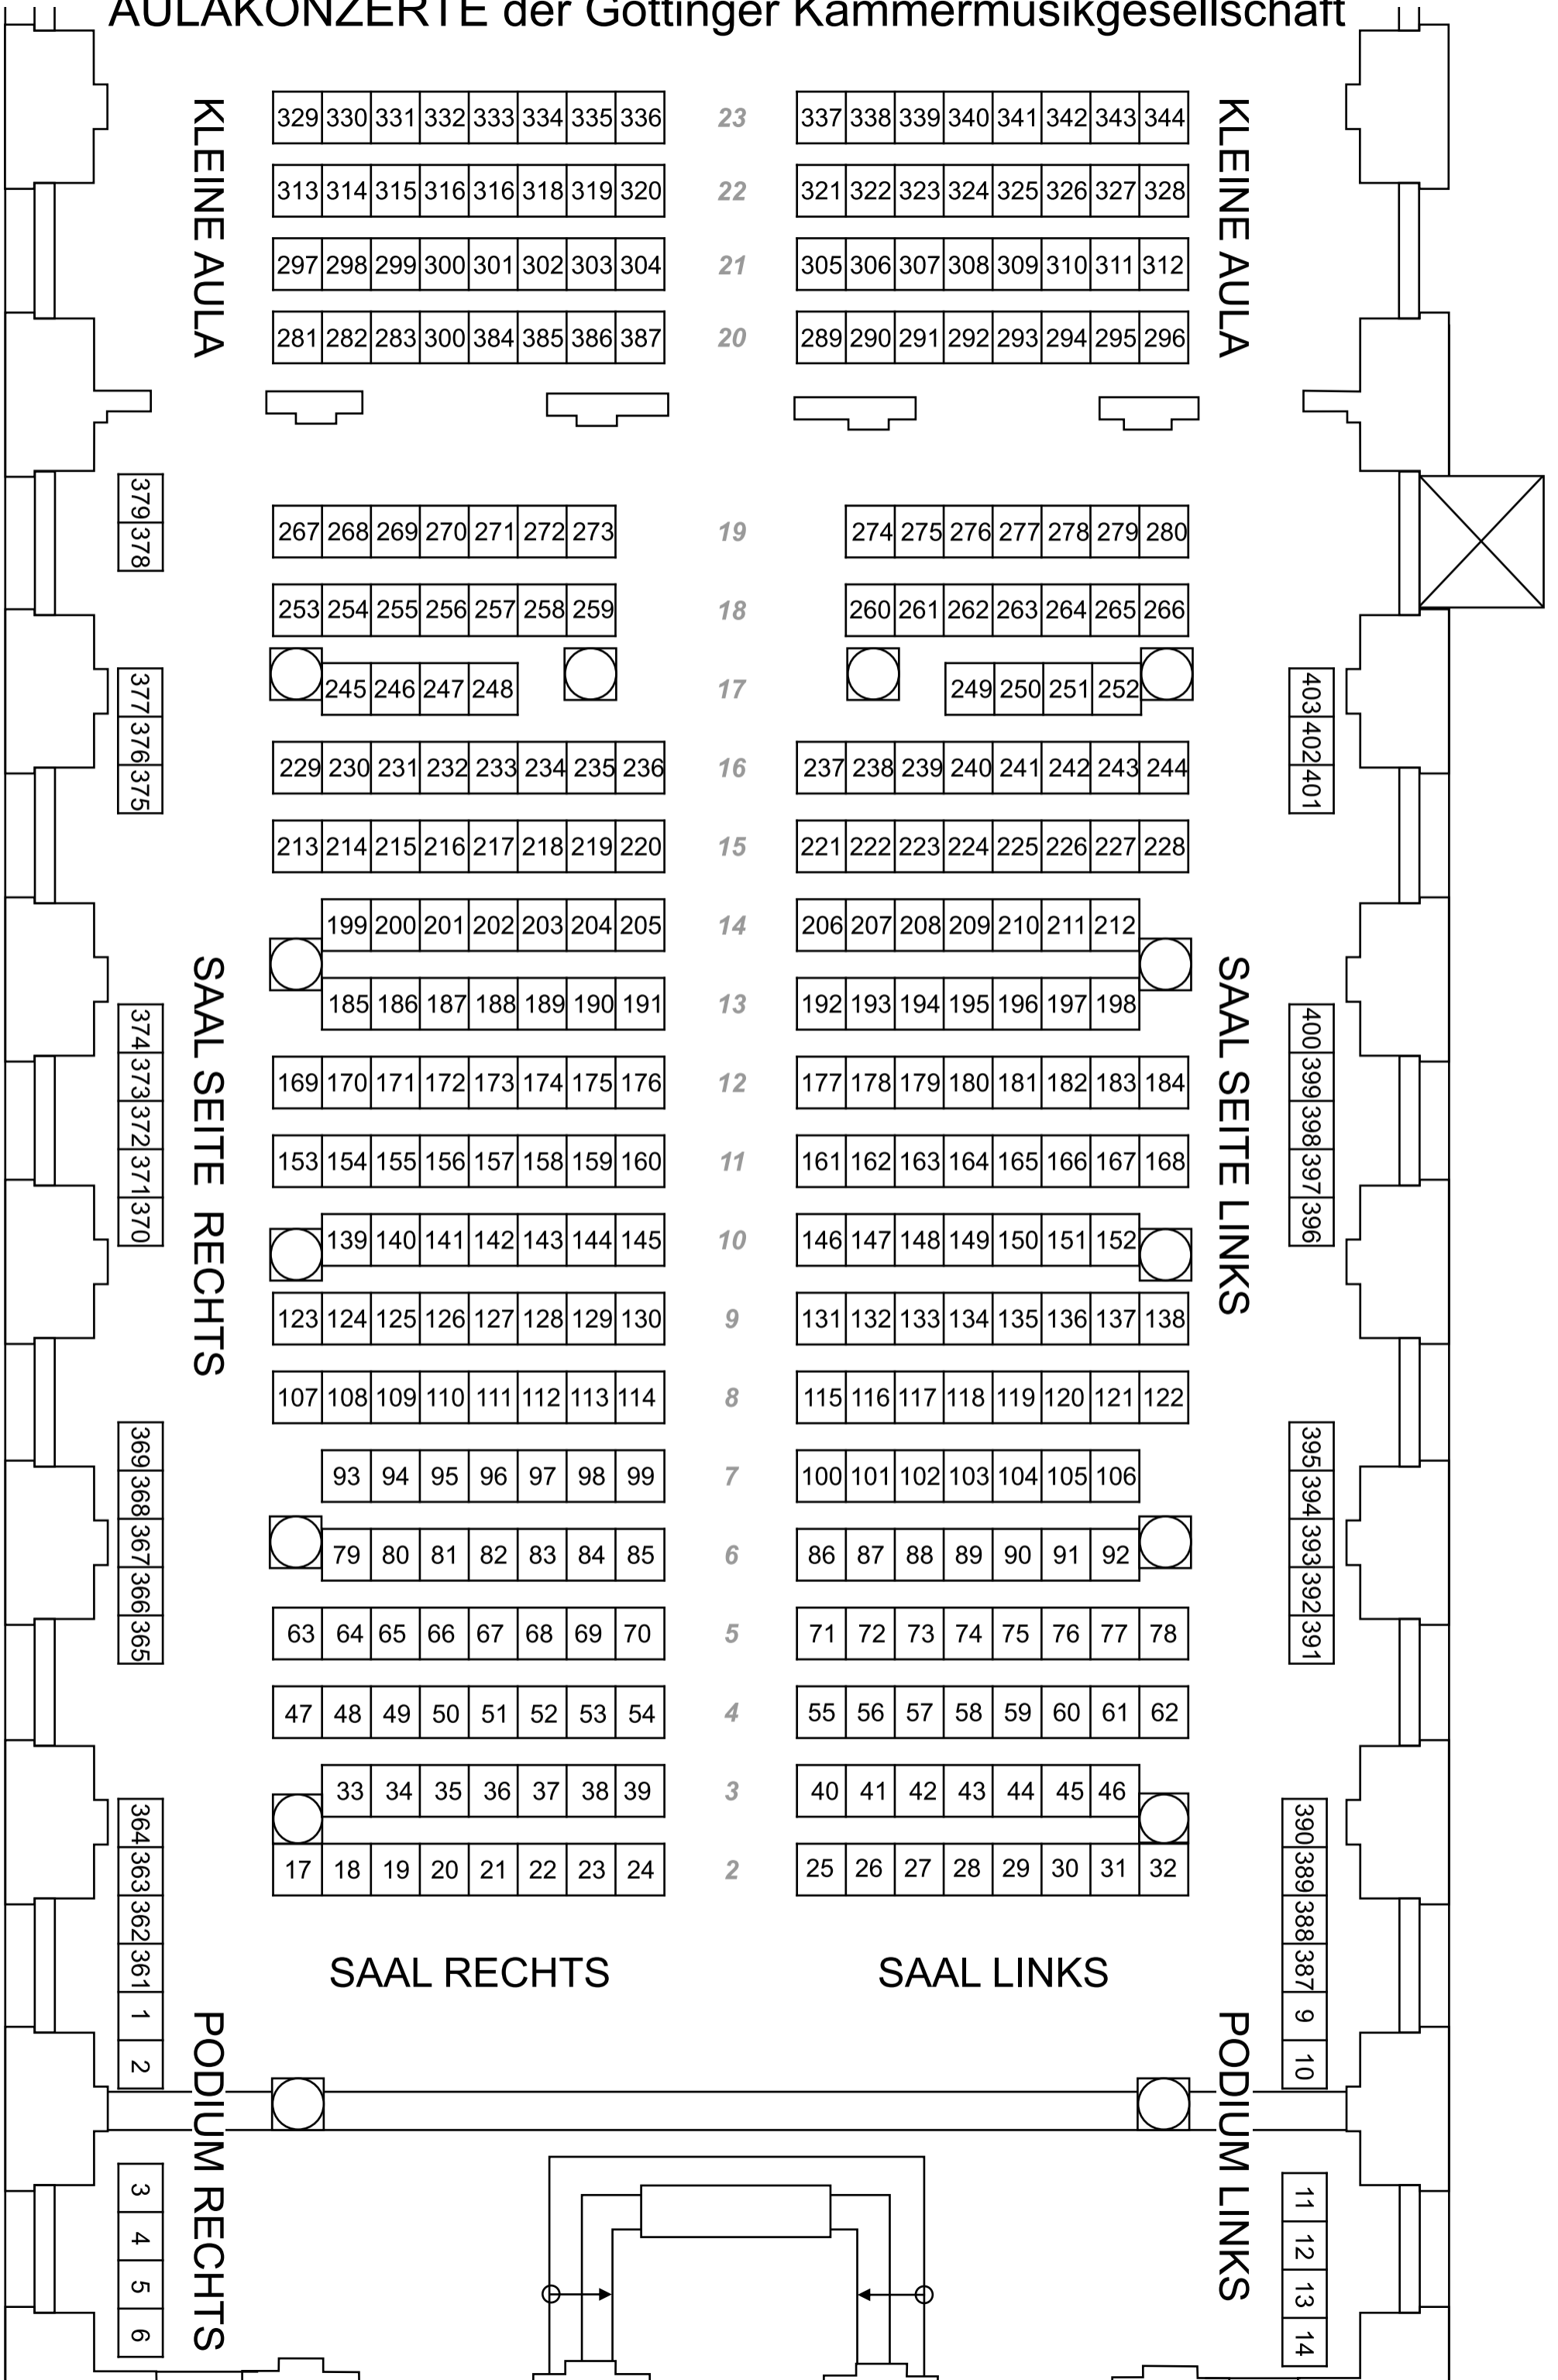 AULAKONZERTE der Göttinger Kammermusikgesellschaft
KLEINE AULA
KLEINE AULA
329 330 331 332 333 334 335 336 23 337 338 339 340 341 342 343 344
313 314 315 316 316 318 319 320 22 321 322 323 324 325 326 327 328
297 298 299 300 301 302 303 304 21 305 306 307 308 309 310 311 312
281 282 283 300 384 385 386 387 20 289 290 291 292 293 294 295 296
379 378
267 268 269 270 271 272 273 19 274 275 276 277 278 279 280
253 254 255 256 257 258 259 18 260 261 262 263 264 265 266
377 376 375
245 246 247 248 17 249 250 251 252
403 402 401
229 230 231 232 233 234 235 236 16 237 238 239 240 241 242 243 244
213 214 215 216 217 218 219 220 15 221 222 223 224 225 226 227 228
199 200 201 202 203 204 205 14 206 207 208 209 210 211 212
SAAL SEITE RECHTS
SAAL SEITE LINKS
185 186 187 188 189 190 191 13 192 193 194 195 196 197 198
374 373 372 371 370
400 399 398 397 396
169 170 171 172 173 174 175 176 12 177 178 179 180 181 182 183 184
153 154 155 156 157 158 159 160 11 161 162 163 164 165 166 167 168
139 140 141 142 143 144 145 10 146 147 148 149 150 151 152
123 124 125 126 127 128 129 130 9 131 132 133 134 135 136 137 138
107 108 109 110 111 112 113 114 8 115 116 117 118 119 120 121 122
369 368 367 366 365
395 394 393 392 391
93 94 95 96 97 98 99 7 100 101 102 103 104 105 106
79 80 81 82 83 84 85 6 86 87 88 89 90 91 92
63 64 65 66 67 68 69 70 5 71 72 73 74 75 76 77 78
47 48 49 50 51 52 53 54 4 55 56 57 58 59 60 61 62
33 34 35 36 37 38 39 3 40 41 42 43 44 45 46
364 363 362 361 1 2
390 389 388 387 9 10
17 18 19 20 21 22 23 24 2 25 26 27 28 29 30 31 32
SAAL RECHTS
SAAL LINKS
PODIUM RECHTS
PODIUM LINKS
3 4 5 6
11 12 13 14